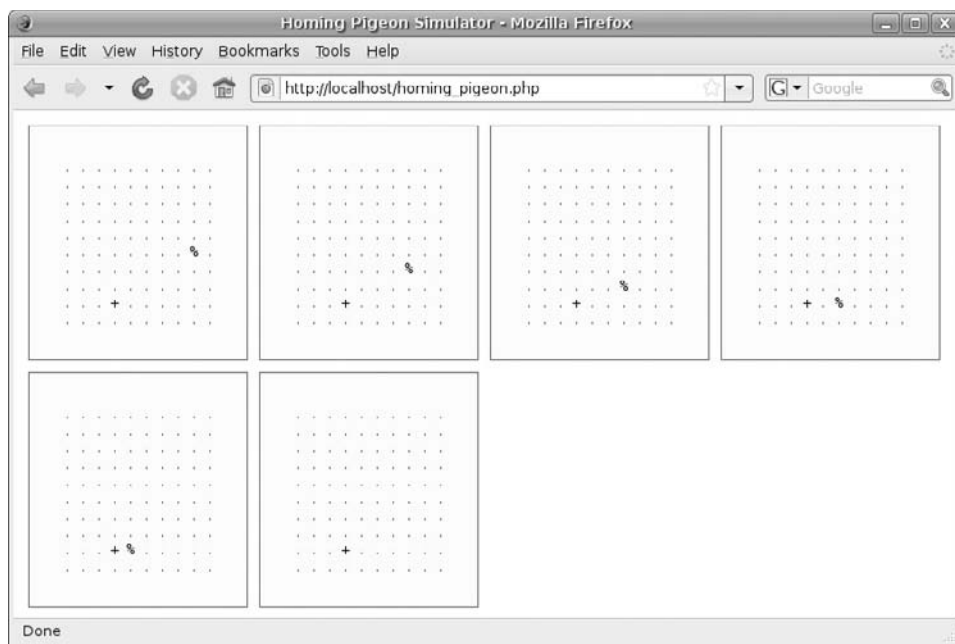 Homing Pigeon Simulator - Mozilla Firefox
File Edit View History Bookmarks Tools Help
http://localhost/homing_pigeon.php
G Google
. . . . . . . . . .
. . . . . . . . . .
. . . . . . . . . .
. . . . . . . . . .
. . . . . . . . . .
. . . . . . . . % .
. . . . . . . . . .
. . . . . . . . . .
. . . + . . . . . .
. . . . . . . . . .
. . . . . . . . . .
. . . . . . . . . .
. . . . . . . . . .
. . . . . . . . . .
. . . . . . . . . .
. . . . . . . . . .
. . . . . . . % . .
. . . . . . . . . .
. . . + . . . . . .
. . . . . . . . . .
. . . . . . . . . .
. . . . . . . . . .
. . . . . . . . . .
. . . . . . . . . .
. . . . . . . . . .
. . . . . . . . . .
. . . . . . . . . .
. . . . . . % . . .
. . . + . . . . . .
. . . . . . . . . .
. . . . . . . . . .
. . . . . . . . . .
. . . . . . . . . .
. . . . . . . . . .
. . . . . . . . . .
. . . . . . . . . .
. . . . . . . . . .
. . . . . . . . . .
. . . + . % . . . .
. . . . . . . . . .
. . . . . . . . . .
. . . . . . . . . .
. . . . . . . . . .
. . . . . . . . . .
. . . . . . . . . .
. . . . . . . . . .
. . . . . . . . . .
. . . . . . . . . .
. . . + % . . . . .
. . . . . . . . . .
. . . . . . . . . .
. . . . . . . . . .
. . . . . . . . . .
. . . . . . . . . .
. . . . . . . . . .
. . . . . . . . . .
. . . . . . . . . .
. . . . . . . . . .
. . . + . . . . . .
. . . . . . . . . .
Done